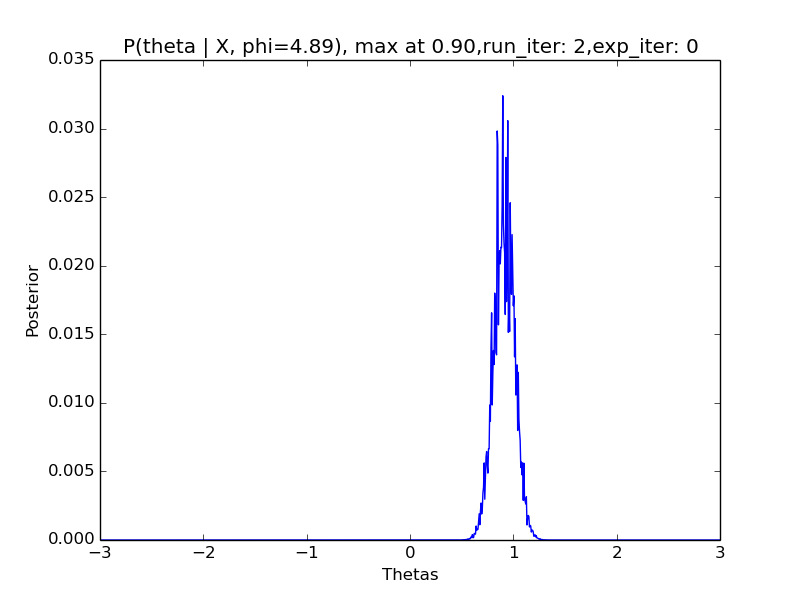 P(theta | X, phi=4.89), max at 0.90,run_iter: 2,exp_iter: 0
0.035
0.030
0.025
0.020
0.015
0.010
0.005
0.000
Posterior
−3 −2 −1 0 1 2 3
Thetas